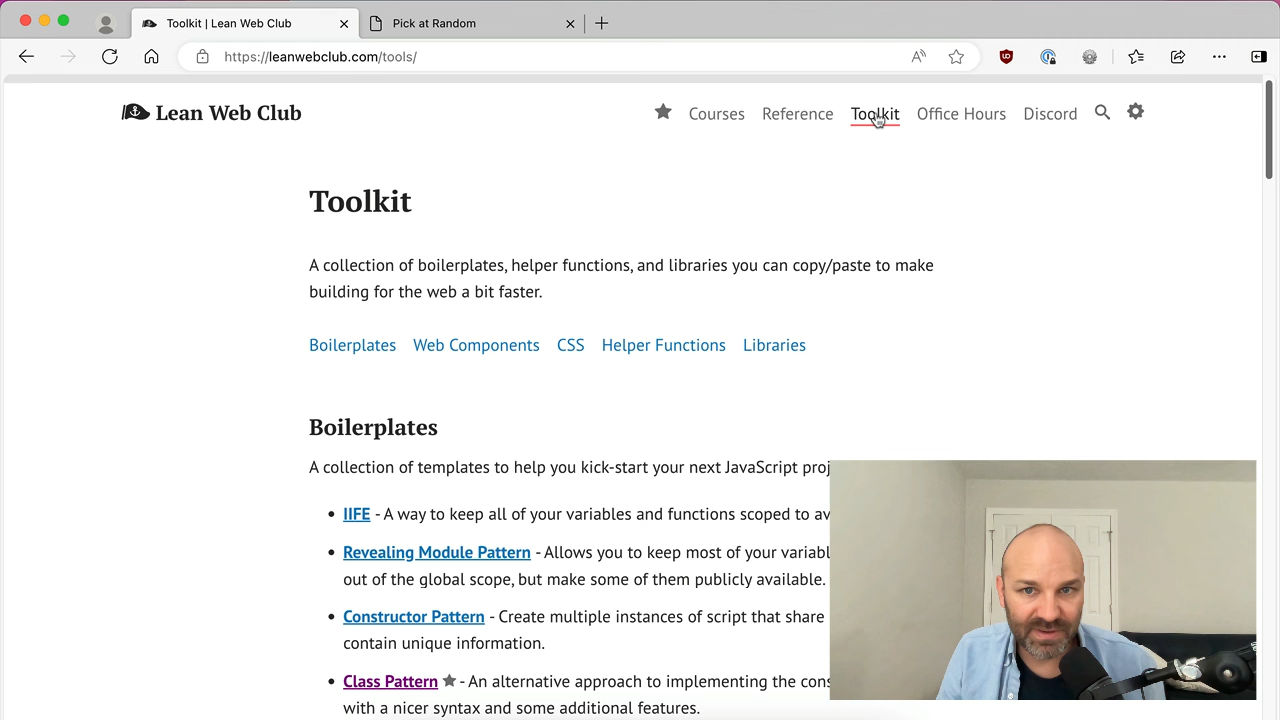 Toolkit | Lean Web Club
Pick at Random
https://leanwebclub.com/tools/
Lean Web Club
Courses Reference Toolkit Office Hours Discord
Toolkit
A collection of boilerplates, helper functions, and libraries you can copy/paste to make
building for the web a bit faster.
Boilerplates Web Components CSS Helper Functions Libraries
Boilerplates
A collection of templates to help you kick-start your next JavaScript proj
• IIFE - A way to keep all of your variables and functions scoped to av
• Revealing Module Pattern - Allows you to keep most of your variabl
out of the global scope, but make some of them publicly available.
• Constructor Pattern - Create multiple instances of script that share
contain unique information.
• Class Pattern ★ - An alternative approach to implementing the cons
with a nicer syntax and some additional features.